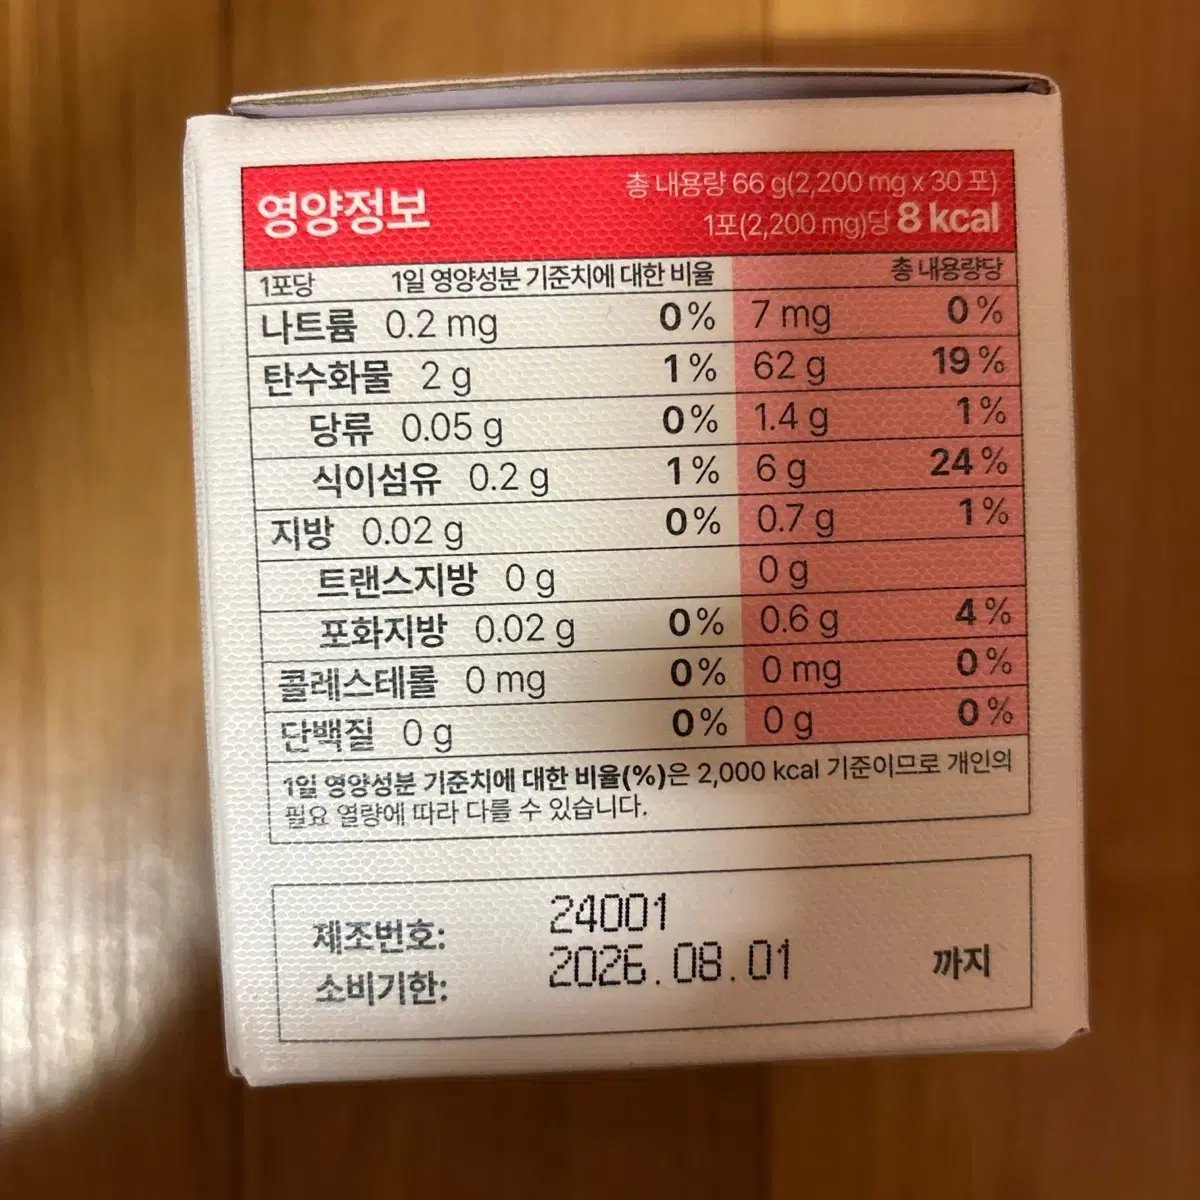 영양정보
총 내용량 66 g(2,200 mg x 30 포)
1포(2,200 mg)당 8 kcal
1포당 1일 영양성분 기준치에 대한 비율 총 내용량당
나트륨 0.2 mg 0% 7 mg 0%
탄수화물 2 g 1% 62 g 19%
당류 0.05 g 0% 1.4 g 1%
식이섬유 0.2 g 1% 6 g 24%
지방 0.02 g 0% 0.7 g 1%
트랜스지방 0 g 0 g
포화지방 0.02 g 0% 0.6 g 4%
콜레스테롤 0 mg 0% 0 mg 0%
단백질 0 g 0% 0 g 0%
1일 영양성분 기준치에 대한 비율(%)은 2,000 kcal 기준이므로 개인의
필요 열량에 따라 다를 수 있습니다.
제조번호: 24001
소비기한: 2026.08.01 까지